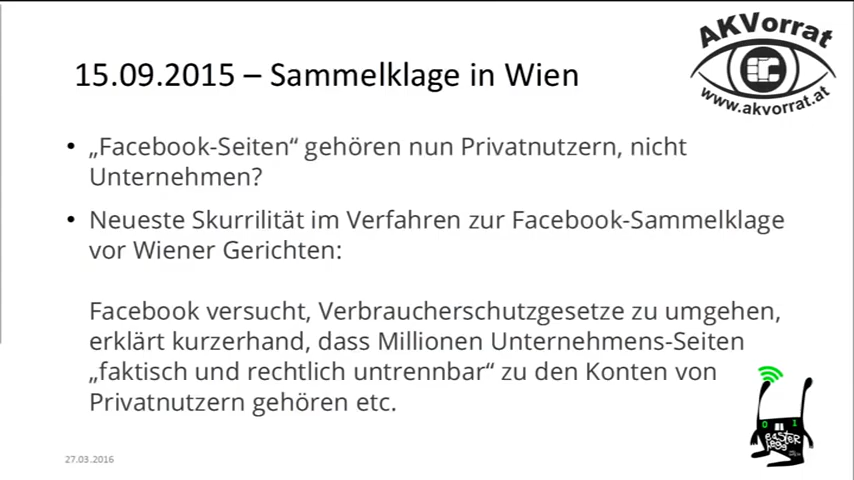 AKVorrat
www.akvorrat.at
15.09.2015 – Sammelklage in Wien
• „Facebook-Seiten“ gehören nun Privatnutzern, nicht
Unternehmen?
• Neueste Skurrilität im Verfahren zur Facebook-Sammelklage
vor Wiener Gerichten:
Facebook versucht, Verbraucherschutzgesetze zu umgehen,
erklärt kurzerhand, dass Millionen Unternehmens-Seiten
„faktisch und rechtlich untrennbar“ zu den Konten von
Privatnutzern gehören etc.
0 1
EASTER
HEGG
27.03.2016